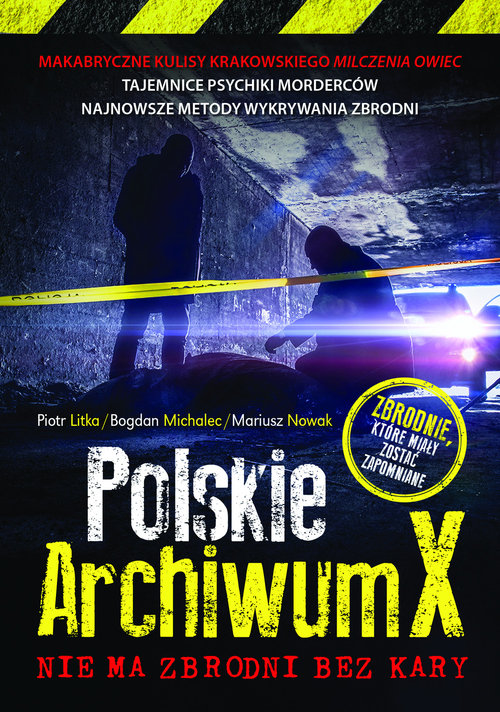 MAKABRYCZNE KULISY KRAKOWSKIEGO MILCZENIA OWIEC
TAJEMNICE PSYCHIKI MORDERCÓW
NAJNOWSZE METODY WYKRYWANIA ZBRODNI
POLICJA
Piotr Litka / Bogdan Michalec / Mariusz Nowak
ZBRODNIE,
KTÓRE MIAŁY
ZOSTAĆ
ZAPOMNIANE
Polskie
Archiwum X
NIE MA ZBRODNI BEZ KARY